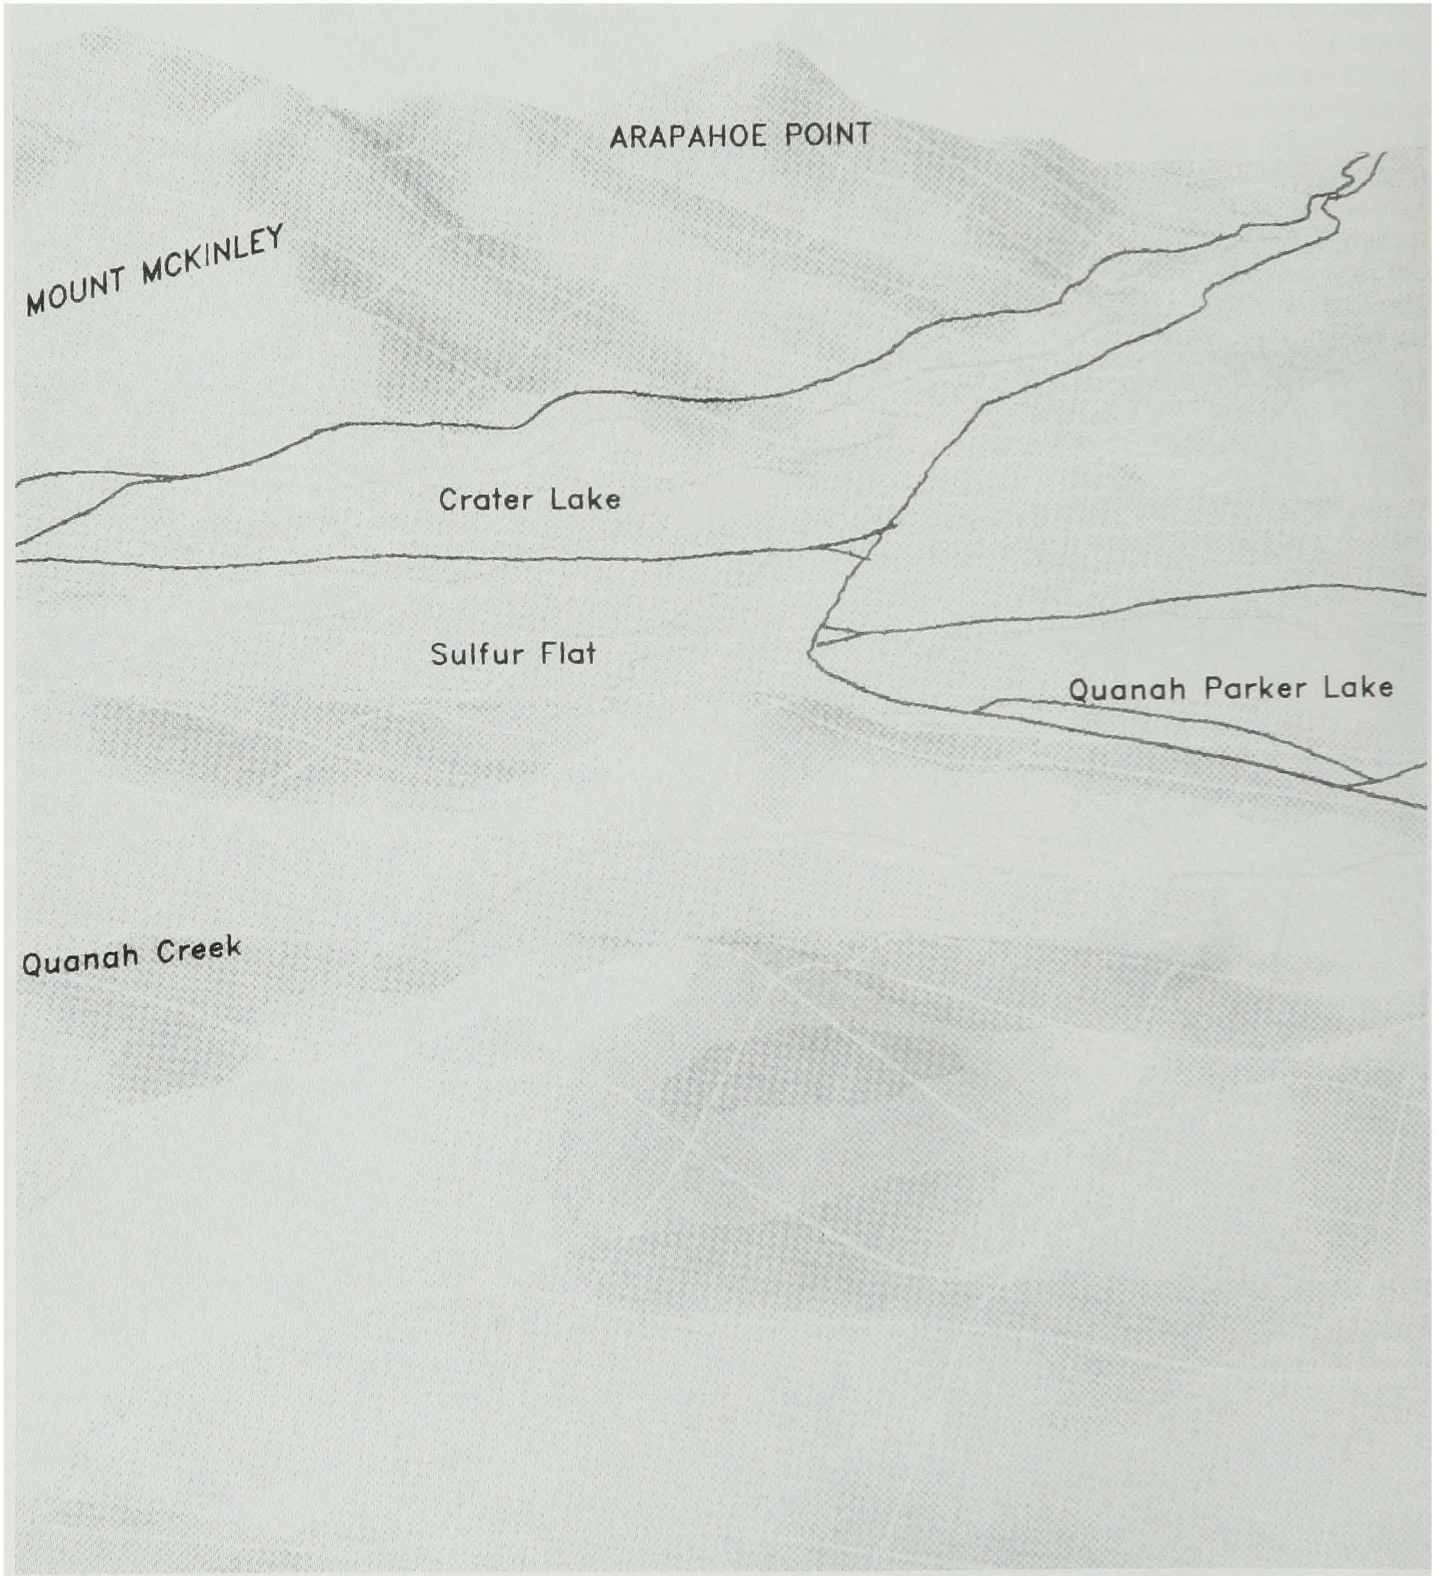 ARAPAHOE POINT
MOUNT MCKINLEY
Crater Lake
Sulfur Flat
Quanah Parker Lake
Quanah Creek